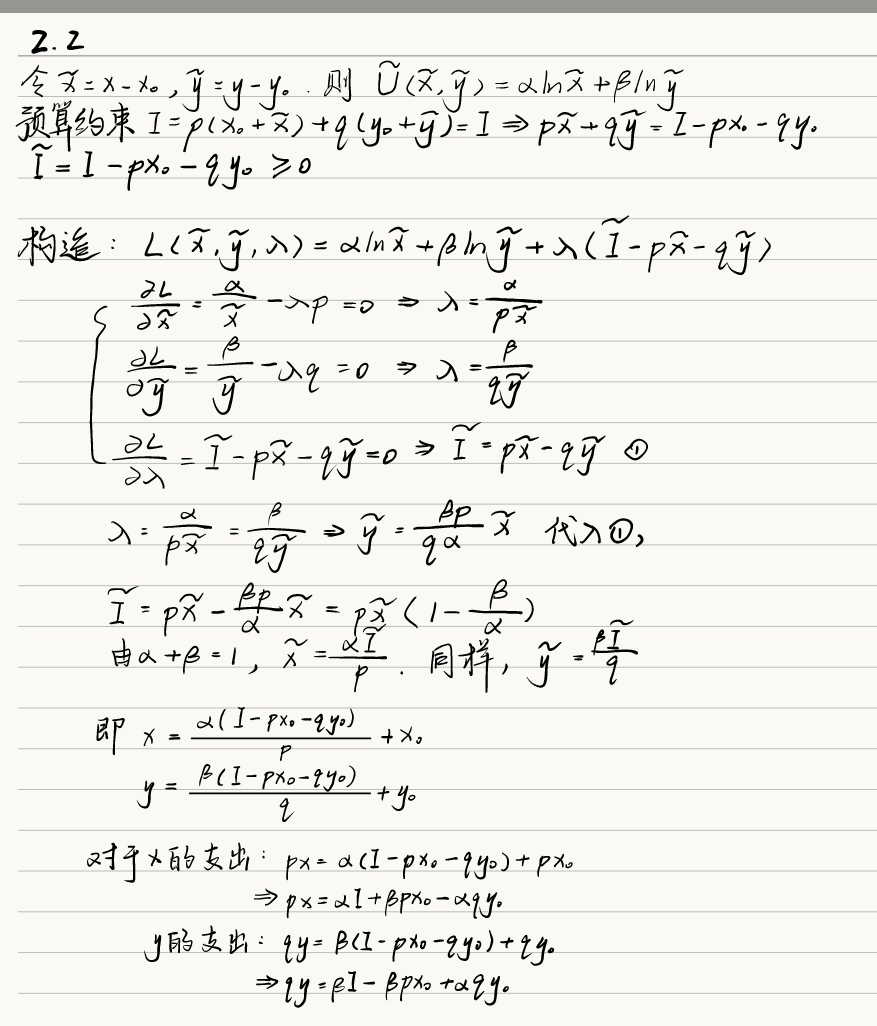 2.2
令 x̃ = x - x₀, ỹ = y - y₀. 则 Ũ(x̃, ỹ) = αln x̃ + βln ỹ
预算约束 I = p(x₀ + x̃) + q(y₀ + ỹ) = I ⇒ px̃ + qỹ = I - px₀ - qy₀
Ĩ = I - px₀ - qy₀ ≥ 0
构造: L(x̃, ỹ, λ) = αln x̃ + βln ỹ + λ(Ĩ - px̃ - qỹ)
∂L/∂x̃ = α/x̃ - λp = 0 ⇒ λ = α/(px̃)
∂L/∂ỹ = β/ỹ - λq = 0 ⇒ λ = β/(qỹ)
∂L/∂λ = Ĩ - px̃ - qỹ = 0 ⇒ Ĩ = px̃ - qỹ ①
λ = α/(px̃) = β/(qỹ) ⇒ ỹ = βp/(qα) x̃ 代入①,
Ĩ = px̃ - βp/α x̃ = px̃(1 - β/α)
由 α + β = 1, x̃ = αĨ/p. 同样, ỹ = βĨ/q
即 x = α(I - px₀ - qy₀)/p + x₀
y = β(I - px₀ - qy₀)/q + y₀
对于x的支出: px = α(I - px₀ - qy₀) + px₀
⇒ px = αI + βpx₀ - αqy₀
y的支出: qy = β(I - px₀ - qy₀) + qy₀
⇒ qy = βI - βpx₀ + αqy₀